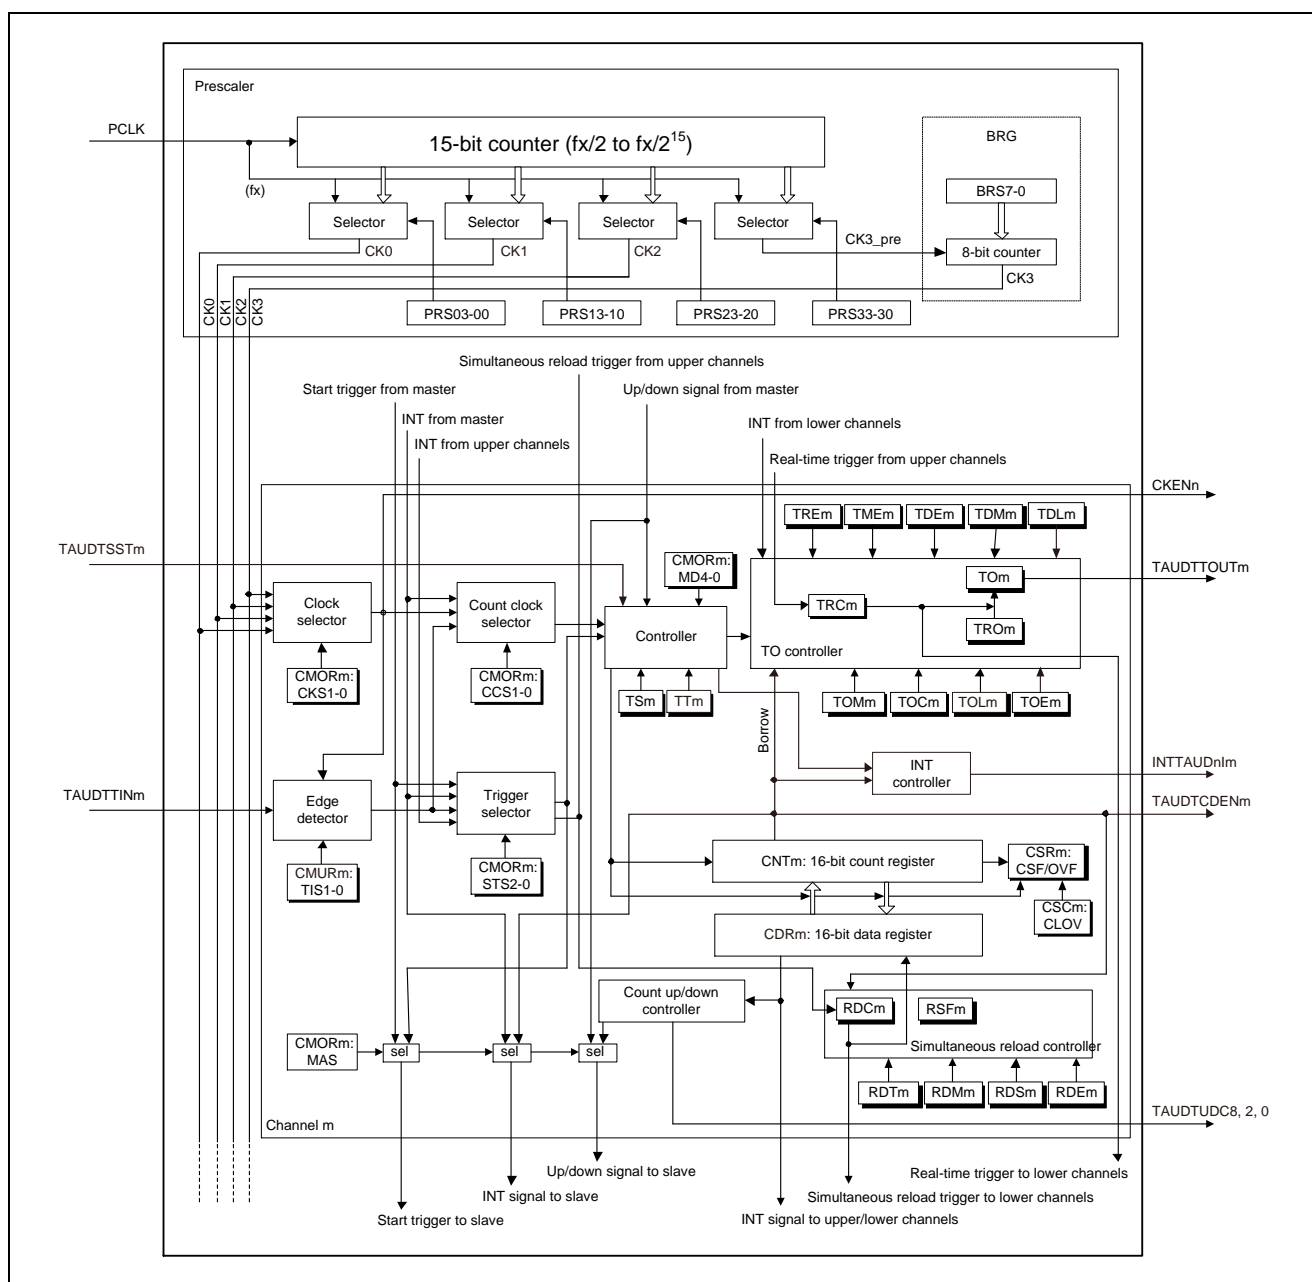 Prescaler
PCLK
15-bit counter (fx/2 to fx/2¹⁵)
BRG
(fx)
BRS7-0
Selector
Selector
Selector
Selector
CK3_pre
8-bit counter
CK0
CK1
CK2
CK3
CK0
CK1
CK2
CK3
PRS03-00
PRS13-10
PRS23-20
PRS33-30
Simultaneous reload trigger from upper channels
Start trigger from master
Up/down signal from master
INT from master
INT from lower channels
INT from upper channels
Real-time trigger from upper channels
CKENn
TREm
TMEm
TDEm
TDMm
TDLm
TAUDTSSTm
CMORm:
MD4-0
TAUDTTOUTm
Clock
selector
Count clock
selector
Controller
TOm
TRCm
TROm
TO controller
CMORm:
CKS1-0
CMORm:
CCS1-0
TSm
TTm
TOMm
TOCm
TOLm
TOEm
Borrow
INT
controller
INTTAUDnIm
TAUDTTINm
Edge
detector
Trigger
selector
TAUDTCDENm
CMURm:
TIS1-0
CMORm:
STS2-0
CNTm: 16-bit count register
CSRm:
CSF/OVF
CSCm:
CLOV
CDRm: 16-bit data register
Count up/down
controller
RDCm
RSFm
Simultaneous reload controller
CMORm:
MAS
sel
sel
sel
RDTm
RDMm
RDSm
RDEm
Channel m
TAUDTUDC8, 2, 0
Up/down signal to slave
Real-time trigger to lower channels
INT signal to slave
Simultaneous reload trigger to lower channels
Start trigger to slave
INT signal to upper/lower channels